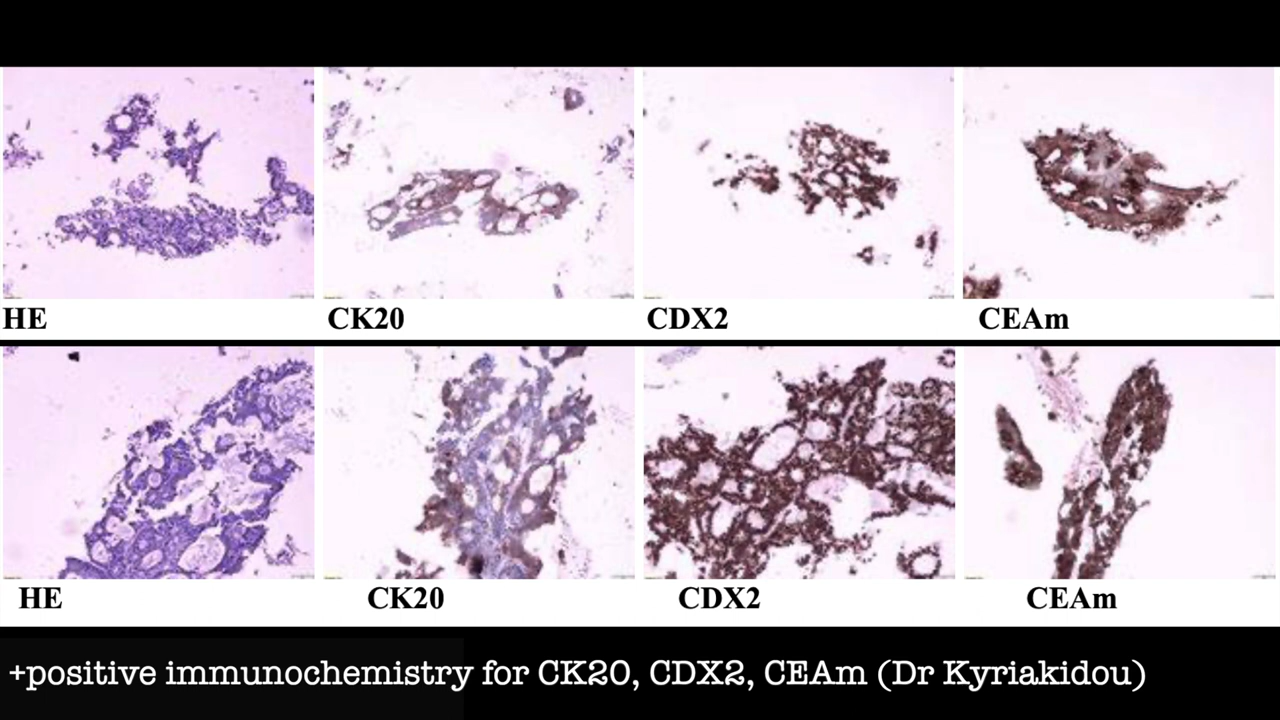 HE CK20 CDX2 CEAm
HE CK20 CDX2 CEAm
+positive immunochemistry for CK20, CDX2, CEAm (Dr Kyriakidou)